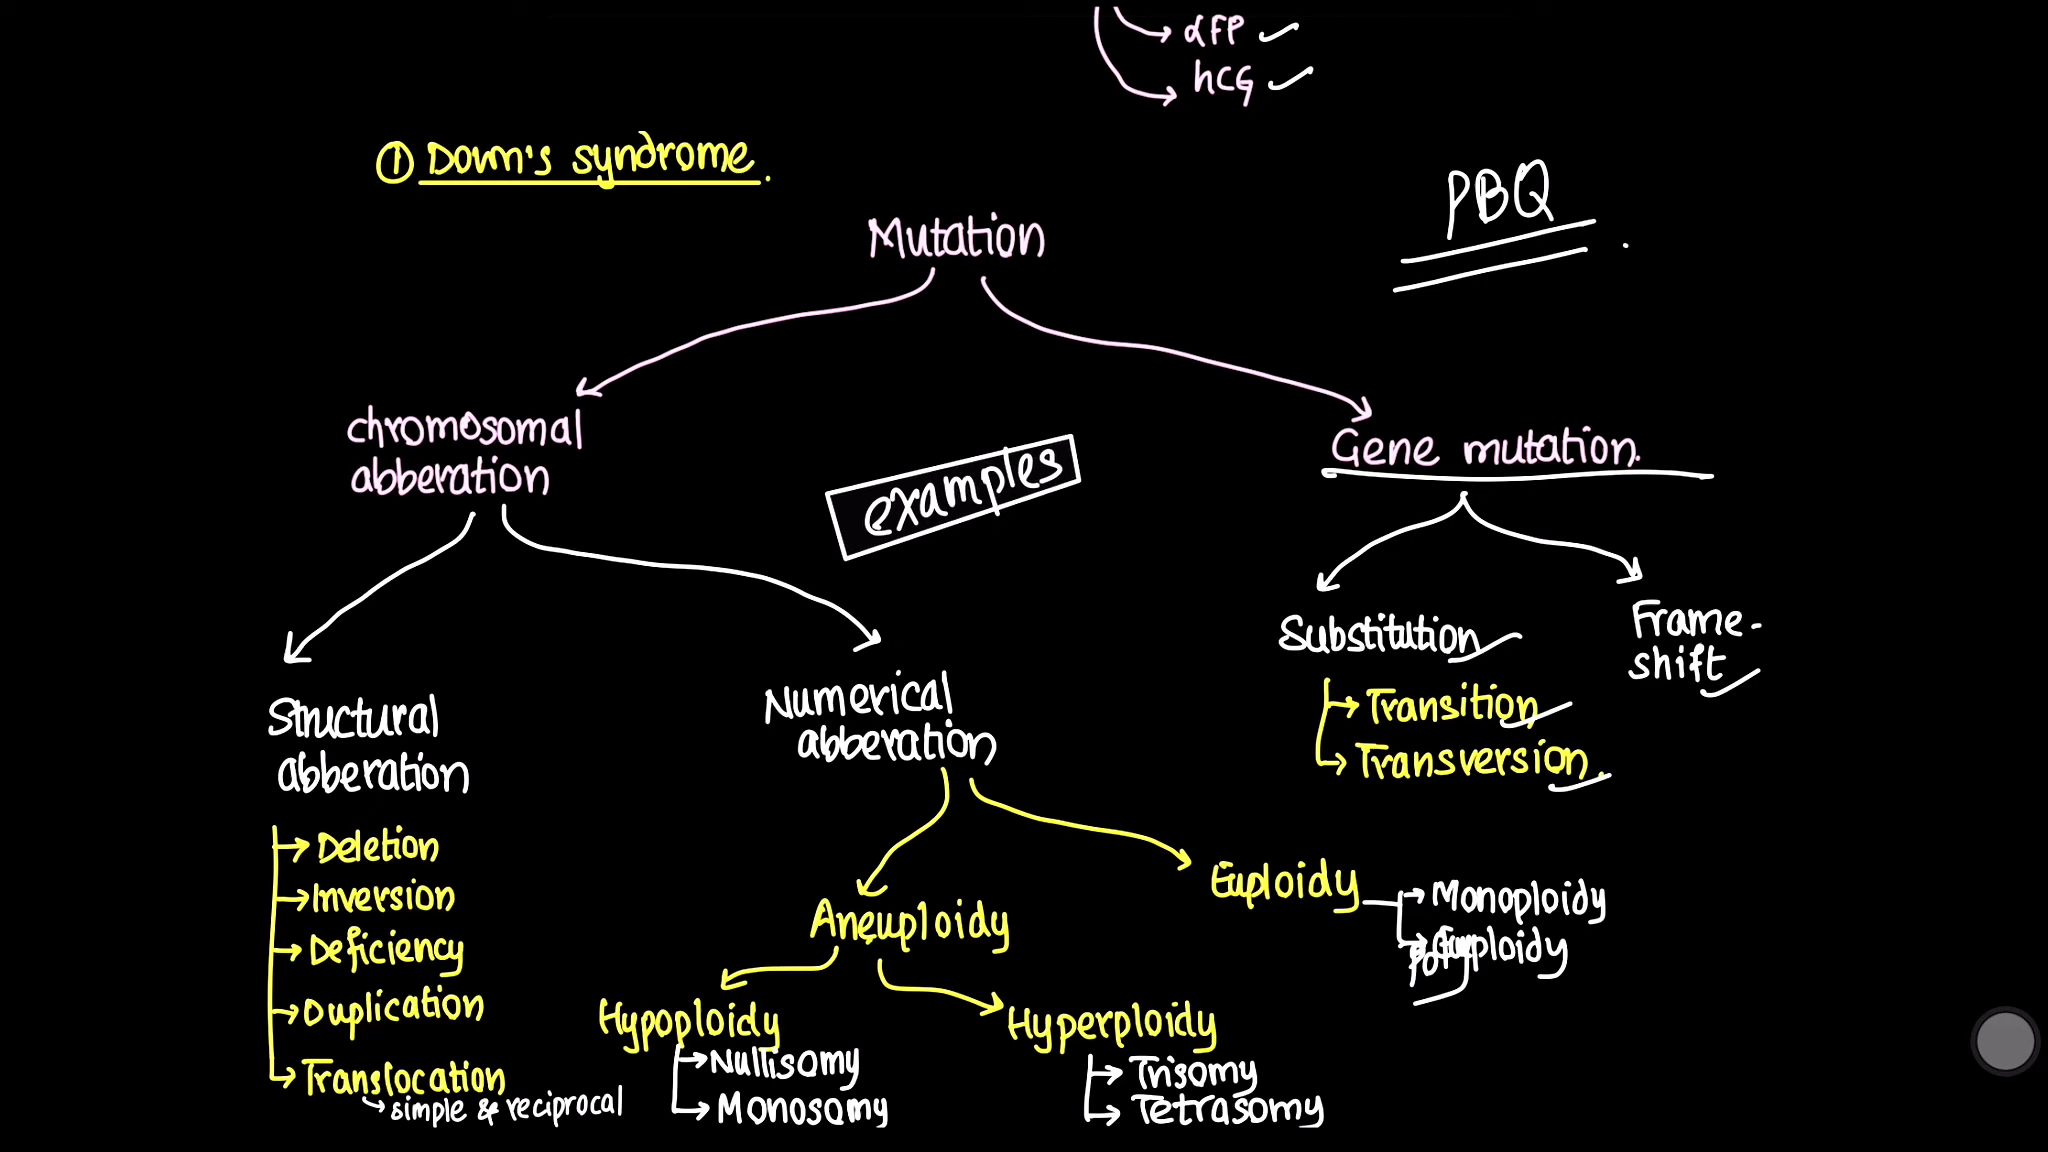 αFP
hCG
① Down's syndrome.
PBQ
Mutation
chromosomal
abberation
Gene mutation.
examples
Substitution
Frame-
shift
Transition
Transversion.
Structural
abberation
Numerical
abberation
Deletion
Inversion
Deficiency
Duplication
Translocation
simple & reciprocal
Aneuploidy
Euploidy
Monoploidy
Hypoploidy
Nullisomy
Monosomy
Hyperploidy
Trisomy
Tetrasomy